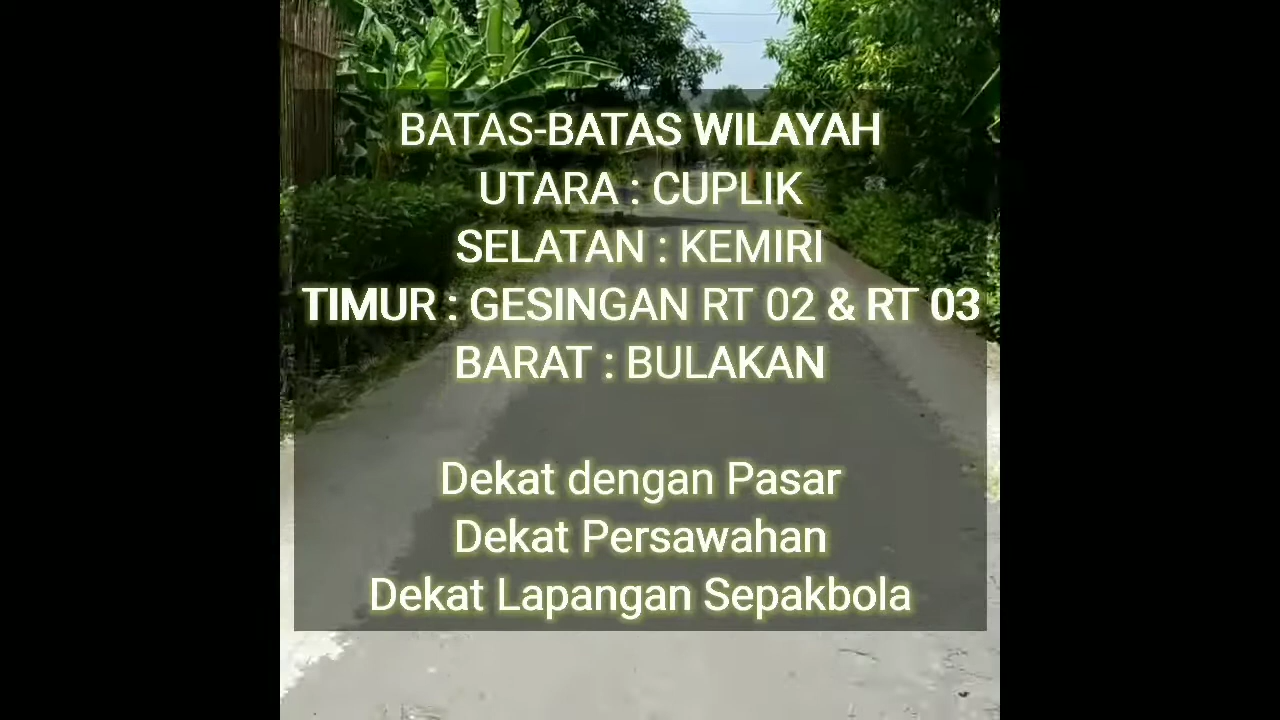 BATAS-BATAS WILAYAH
UTARA : CUPLIK
SELATAN : KEMIRI
TIMUR : GESINGAN RT 02 & RT 03
BARAT : BULAKAN
Dekat dengan Pasar
Dekat Persawahan
Dekat Lapangan Sepakbola